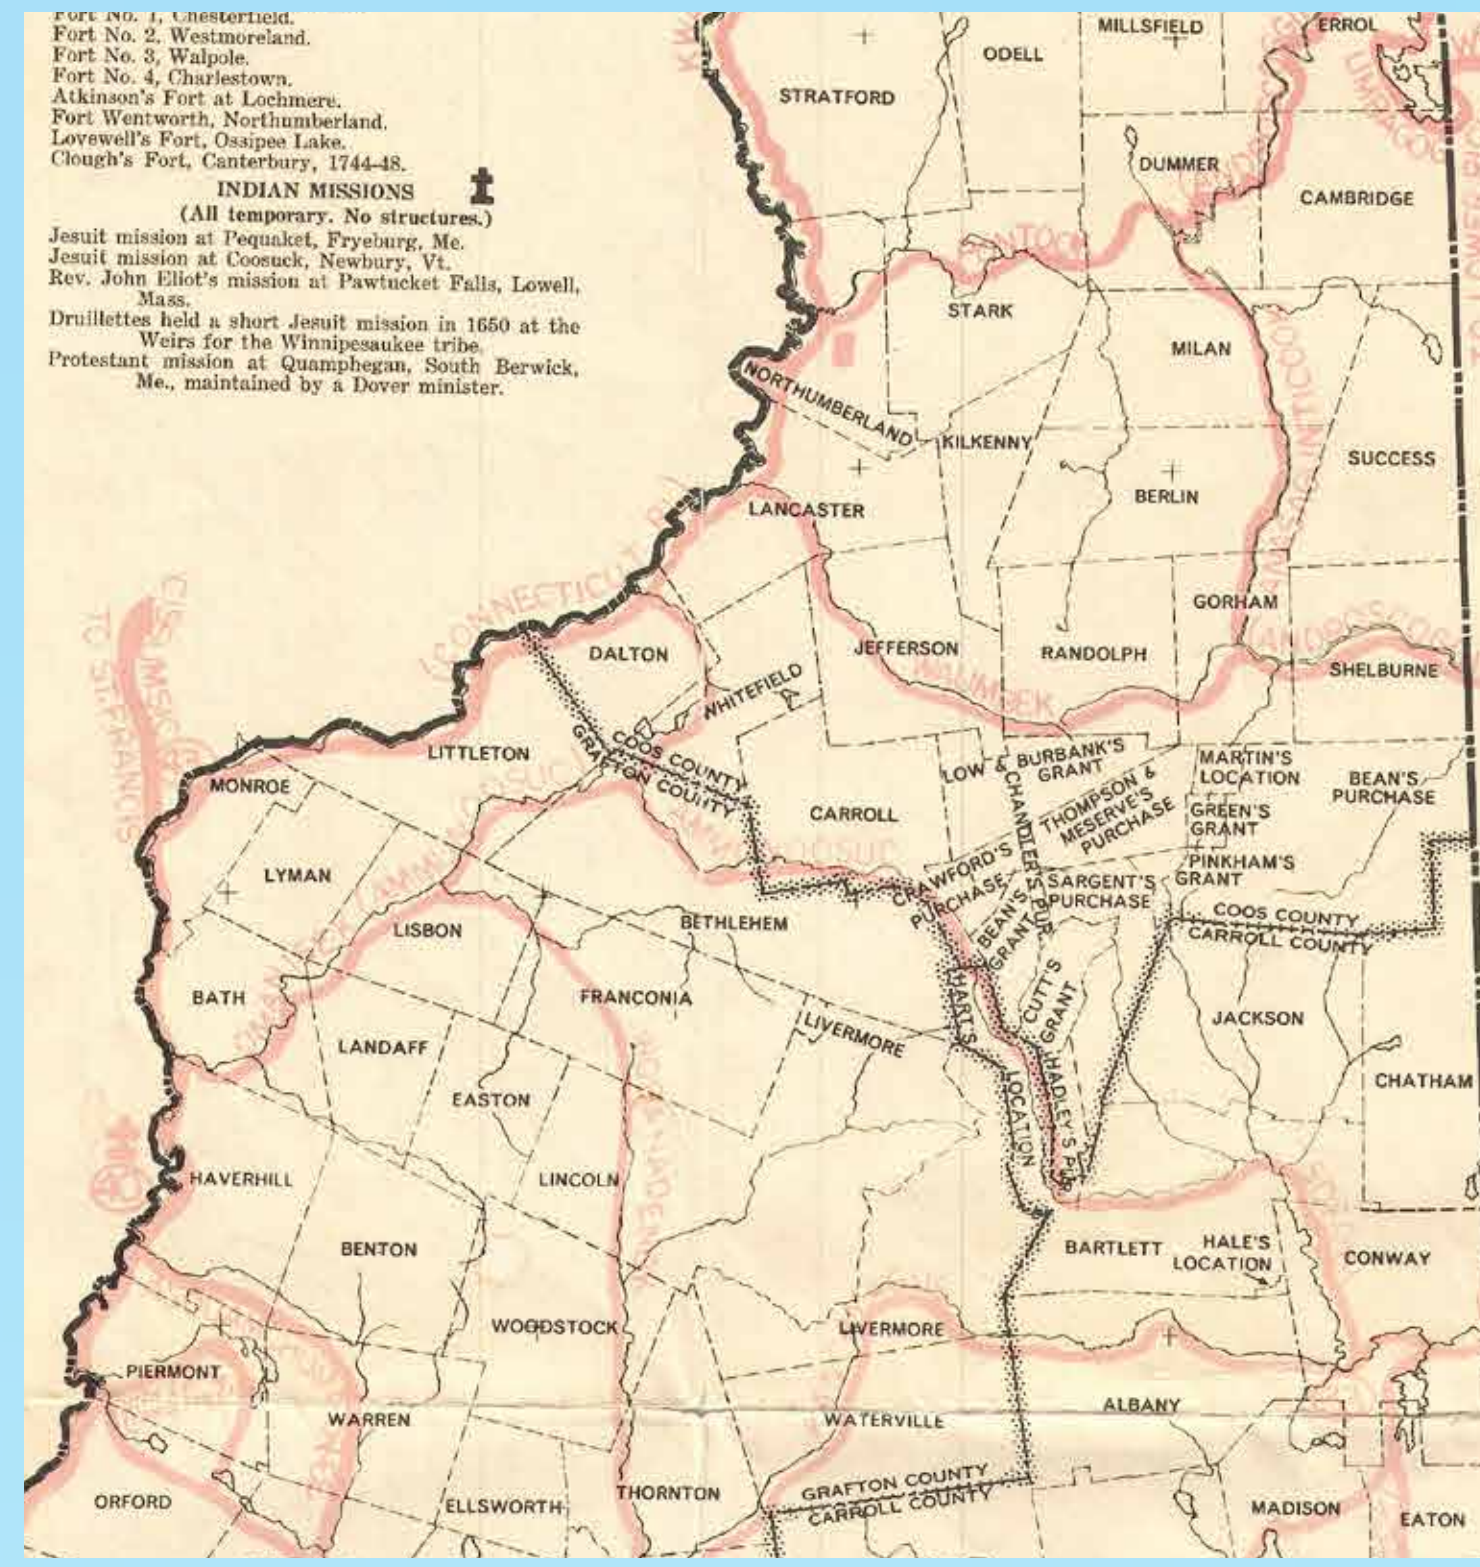 Fort No. 1, Chesterfield.
Fort No. 2, Westmoreland.
Fort No. 3, Walpole.
Fort No. 4, Charlestown.
Atkinson's Fort at Lochmere.
Fort Wentworth, Northumberland.
Lovewell's Fort, Ossipee Lake.
Clough's Fort, Canterbury, 1744-48.
INDIAN MISSIONS
(All temporary. No structures.)
Jesuit mission at Pequaket, Fryeburg, Me.
Jesuit mission at Coosuck, Newbury, Vt.
Rev. John Eliot's mission at Pawtucket Falls, Lowell,
Mass.
Druillettes held a short Jesuit mission in 1650 at the
Weirs for the Winnipesaukee tribe.
Protestant mission at Quamphegan, South Berwick,
Me., maintained by a Dover minister.
MILLSFIELD
ERROL
ODELL
STRATFORD
UMBAGOG
DUMMER
CAMBRIDGE
STARK
MILAN
NORTHUMBERLAND
KILKENNY
SUCCESS
BERLIN
LANCASTER
CONNECTICUT
GORHAM
TO ST. FRANCIS
DALTON
JEFFERSON
RANDOLPH
SHELBURNE
WAUMBEK
WHITEFIELD
LITTLETON
COOS COUNTY
GRAFTON COUNTY
MONROE
LOW & BURBANK'S
GRANT
MARTIN'S
LOCATION
BEAN'S
PURCHASE
CHANDLER'S PUR.
THOMPSON &
MESERVE'S
PURCHASE
GREEN'S
GRANT
CARROLL
CRAWFORD'S
PURCHASE
PINKHAM'S
GRANT
SARGENT'S
PURCHASE
LYMAN
BEAN'S
GRANT
COOS COUNTY
CARROLL COUNTY
LISBON
BETHLEHEM
BATH
FRANCONIA
CUTT'S
GRANT
HART'S
LOCATION
JACKSON
LIVERMORE
LANDAFF
HADLEY'S PUR.
CHATHAM
EASTON
HAVERHILL
LINCOLN
BENTON
BARTLETT
HALE'S
LOCATION
CONWAY
WOODSTOCK
LIVERMORE
PIERMONT
WARREN
WATERVILLE
ALBANY
ORFORD
ELLSWORTH
THORNTON
GRAFTON COUNTY
CARROLL COUNTY
MADISON
EATON